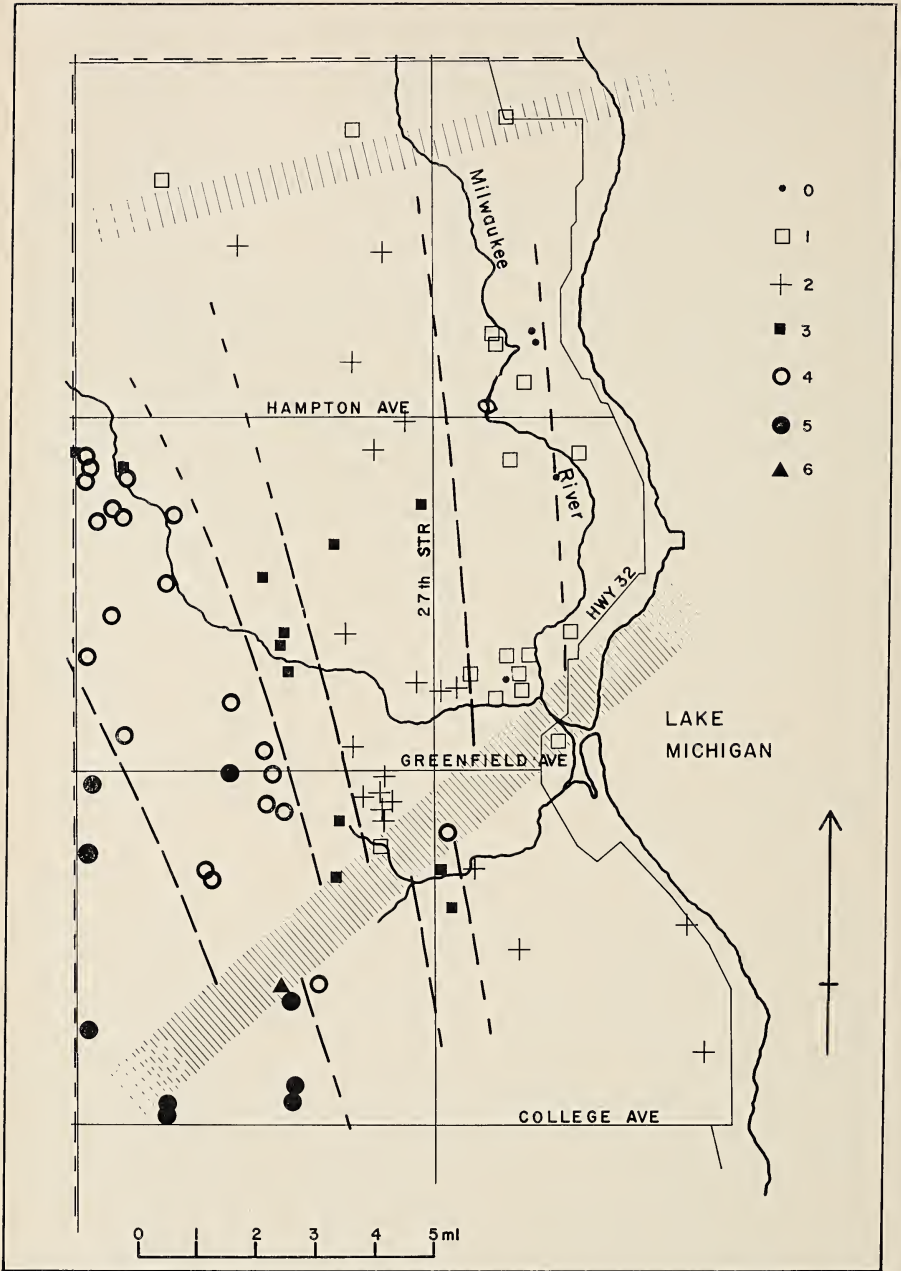 Milwaukee
0
1
2
3
4
5
6
HAMPTON AVE
River
27th STR
HWY 32
LAKE
MICHIGAN
GREENFIELD AVE
COLLEGE AVE
0 1 2 3 4 5 ml